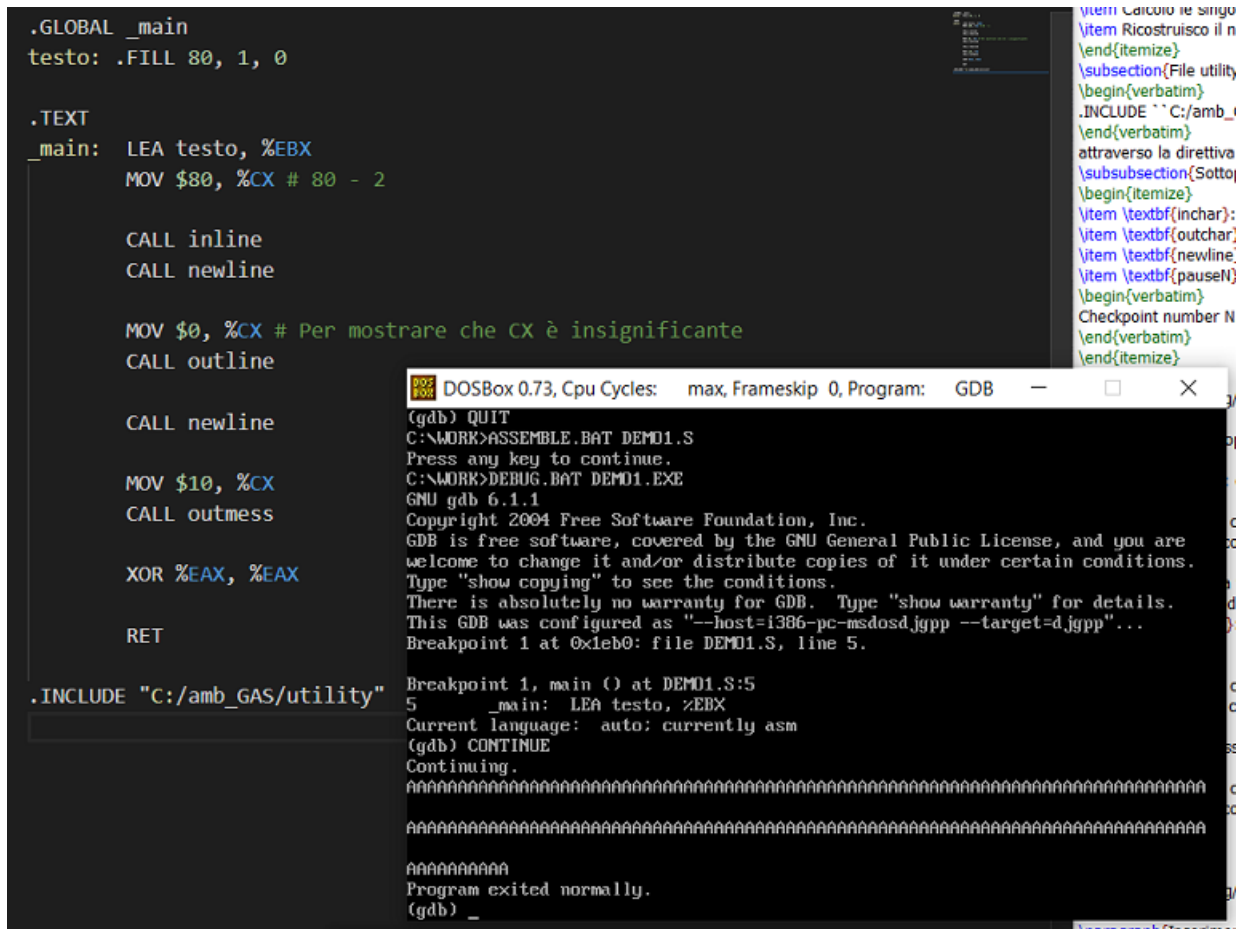 .GLOBAL _main
testo: .FILL 80, 1, 0
.TEXT
_main: LEA testo, %EBX
MOV $80, %CX # 80 - 2
CALL inline
CALL newline
MOV $0, %CX # Per mostrare che CX è insignificante
CALL outline
CALL newline
MOV $10, %CX
CALL outmess
XOR %EAX, %EAX
RET
.INCLUDE "C:/amb_GAS/utility"
\item Calcolo le singo
\item Ricostruisco il n
\end{itemize}
\subsection{File utility
\begin{verbatim}
.INCLUDE ``C:/amb_
\end{verbatim}
attraverso la direttiva
\subsubsection{Sottop
\begin{itemize}
\item \textbf{inchar}:
\item \textbf{outchar}
\item \textbf{newline}
\item \textbf{pauseN}
\begin{verbatim}
Checkpoint number N
\end{verbatim}
\end{itemize}
DOSBox 0.73, Cpu Cycles: max, Frameskip 0, Program: GDB
(gdb) QUIT
C:\WORK>ASSEMBLE.BAT DEMO1.S
Press any key to continue.
C:\WORK>DEBUG.BAT DEMO1.EXE
GNU gdb 6.1.1
Copyright 2004 Free Software Foundation, Inc.
GDB is free software, covered by the GNU General Public License, and you are
welcome to change it and/or distribute copies of it under certain conditions.
Type "show copying" to see the conditions.
There is absolutely no warranty for GDB. Type "show warranty" for details.
This GDB was configured as "--host=i386-pc-msdosdjgpp --target=djgpp"...
Breakpoint 1 at 0x1eb0: file DEMO1.S, line 5.
Breakpoint 1, main () at DEMO1.S:5
5 _main: LEA testo, %EBX
Current language: auto; currently asm
(gdb) CONTINUE
Continuing.
AAAAAAAAAAAAAAAAAAAAAAAAAAAAAAAAAAAAAAAAAAAAAAAAAAAAAAAAAAAAAAAAAAAAAAAAAAAAAA
AAAAAAAAAAAAAAAAAAAAAAAAAAAAAAAAAAAAAAAAAAAAAAAAAAAAAAAAAAAAAAAAAAAAAAAAAAAAAA
AAAAAAAAAA
Program exited normally.
(gdb) _